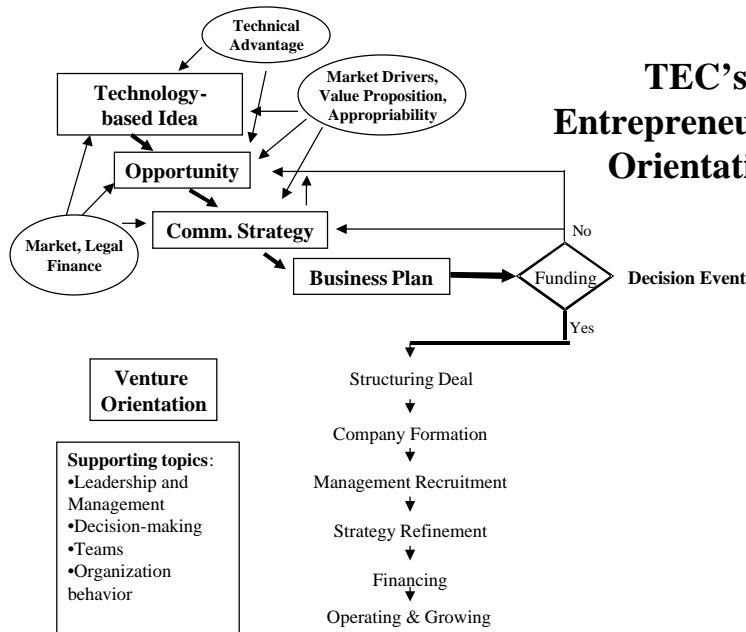 Technical
Advantage
TEC's
Entrepreneu
Orientati
Technology-
based Idea
Market Drivers,
Value Proposition,
Appropriability
Opportunity
Comm. Strategy
Market, Legal
Finance
No
Business Plan
Funding
Decision Event
Yes
Venture
Orientation
Structuring Deal
Company Formation
Supporting topics:
•Leadership and
Management
•Decision-making
•Teams
•Organization
behavior
Management Recruitment
Strategy Refinement
Financing
Operating & Growing